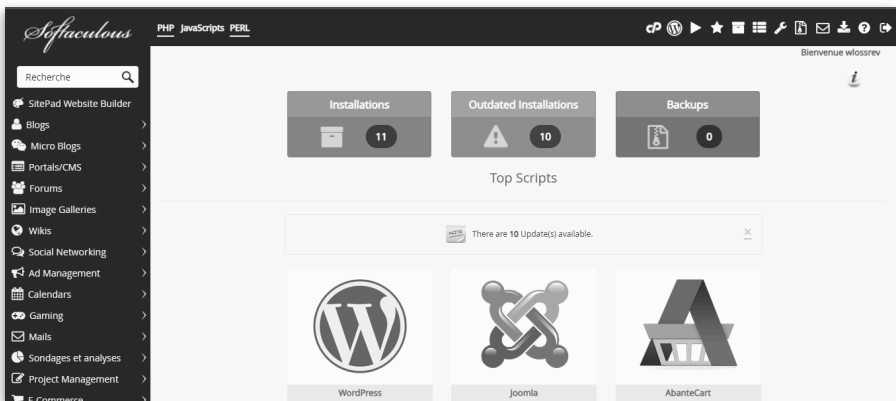 Softaculous
PHP JavaScripts PERL
Bienvenue wlossrev
Recherche
SitePad Website Builder
Blogs
Micro Blogs
Portals/CMS
Forums
Image Galleries
Wikis
Social Networking
Ad Management
Calendars
Gaming
Mails
Sondages et analyses
Project Management
E-Commerce
Installations
11
Outdated Installations
10
Backups
0
Top Scripts
NOTE
There are 10 Update(s) available.
WordPress
Joomla
AbanteCart